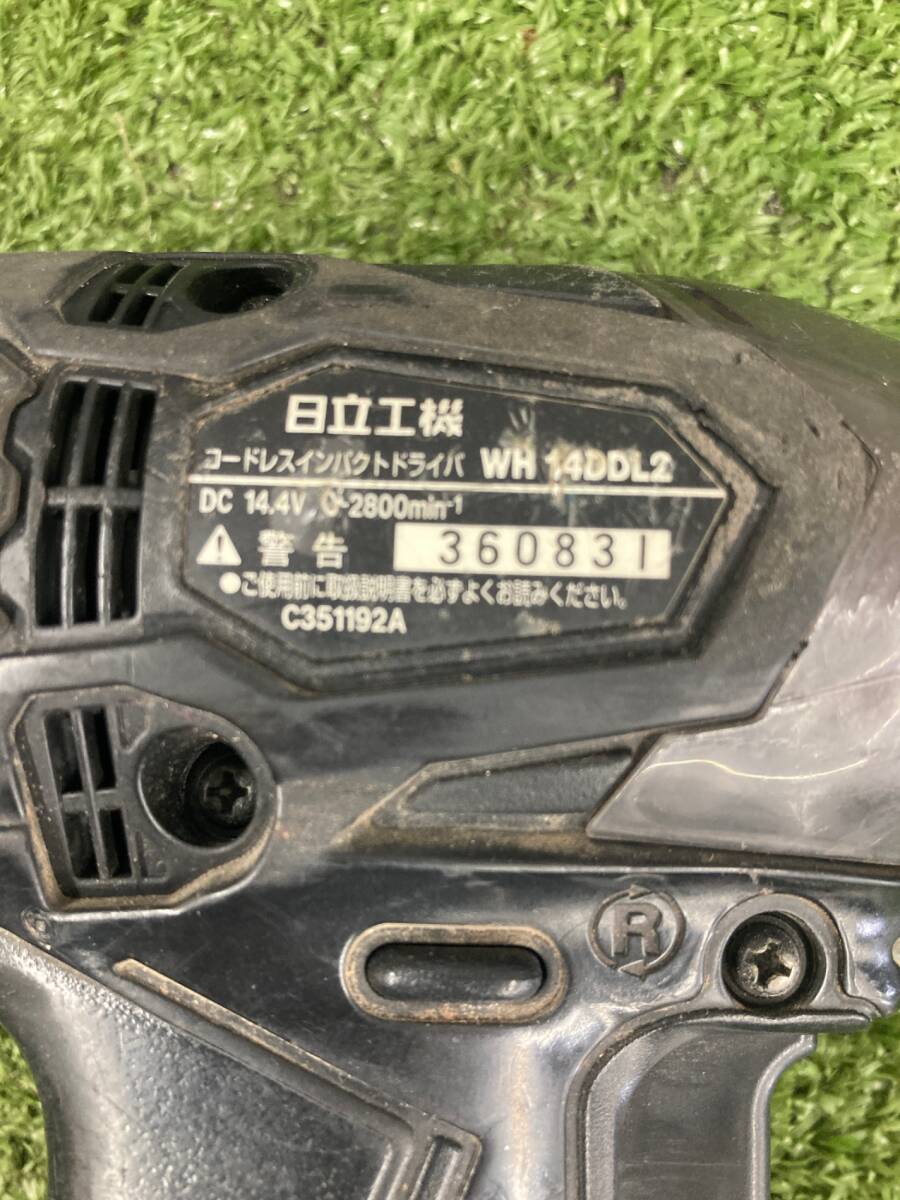 日立工機
コードレスインパクトドライバ WH 14DDL2
DC 14.4V 0-2800min⁻¹
⚠ 警告 360831
●ご使用前に取扱説明書を必ずよくお読みください。
C351192A
R